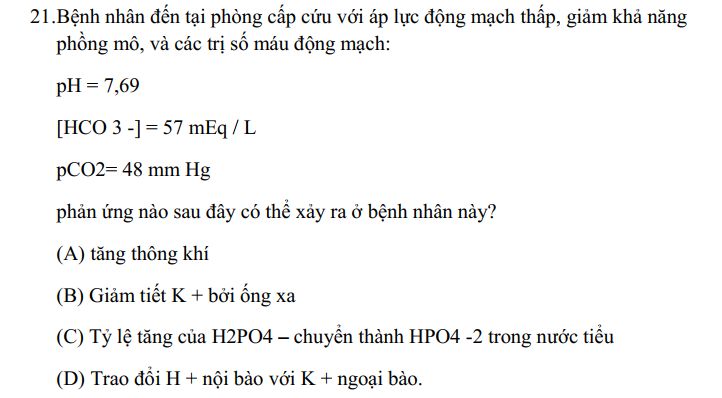 21.Bệnh nhân đến tại phòng cấp cứu với áp lực động mạch thấp, giảm khả năng
phồng mô, và các trị số máu động mạch:
pH = 7,69
[HCO 3 -] = 57 mEq / L
pCO2= 48 mm Hg
phản ứng nào sau đây có thể xảy ra ở bệnh nhân này?
(A) tăng thông khí
(B) Giảm tiết K + bởi ống xa
(C) Tỷ lệ tăng của H2PO4 – chuyển thành HPO4 -2 trong nước tiểu
(D) Trao đổi H + nội bào với K + ngoại bào.